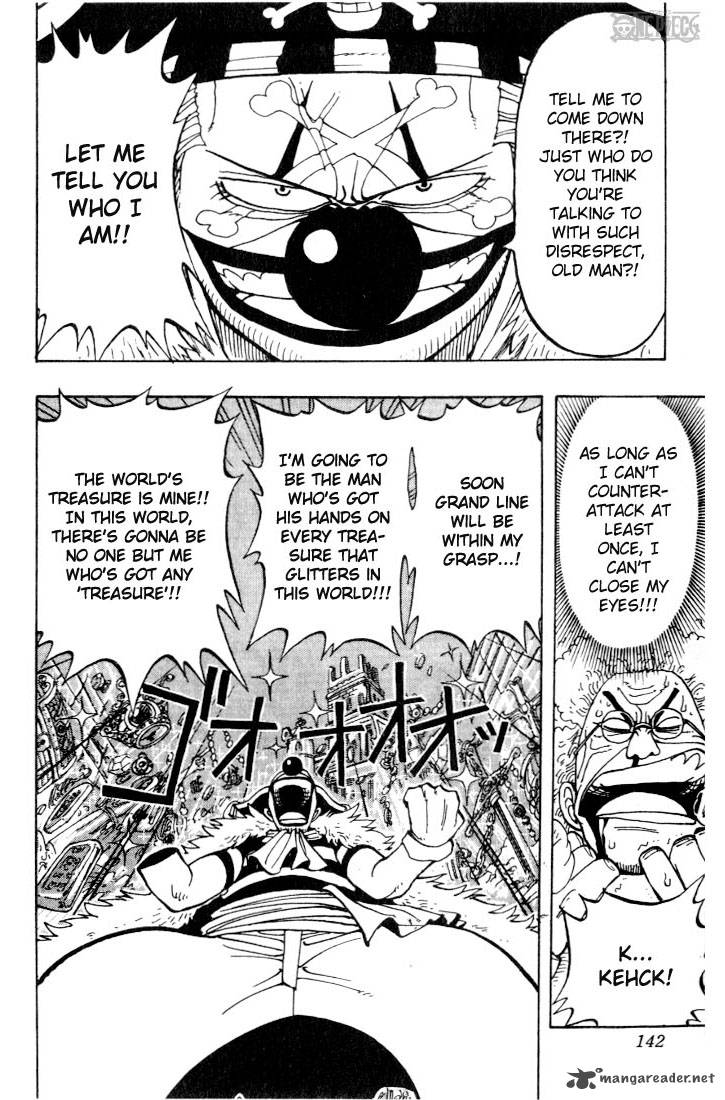 ONE PIECE
TELL ME TO
COME DOWN
THERE?!
JUST WHO DO
YOU THINK
YOU'RE
TALKING TO
WITH SUCH
DISRESPECT,
OLD MAN?!
LET ME
TELL YOU
WHO I
AM!!
AS LONG AS
I CAN'T
COUNTER-
ATTACK AT
LEAST
ONCE, I
CAN'T
CLOSE MY
EYES!!!
K...
KEHCK!
SOON
GRAND LINE
WILL BE
WITHIN MY
GRASP...!
I'M GOING TO
BE THE MAN
WHO'S GOT
HIS HANDS ON
EVERY TREA-
SURE THAT
GLITTERS IN
THIS WORLD!!!
THE WORLD'S
TREASURE IS MINE!!
IN THIS WORLD,
THERE'S GONNA BE
NO ONE BUT ME
WHO'S GOT ANY
'TREASURE'!!
ゴオオオオッ
142
mangareader.net